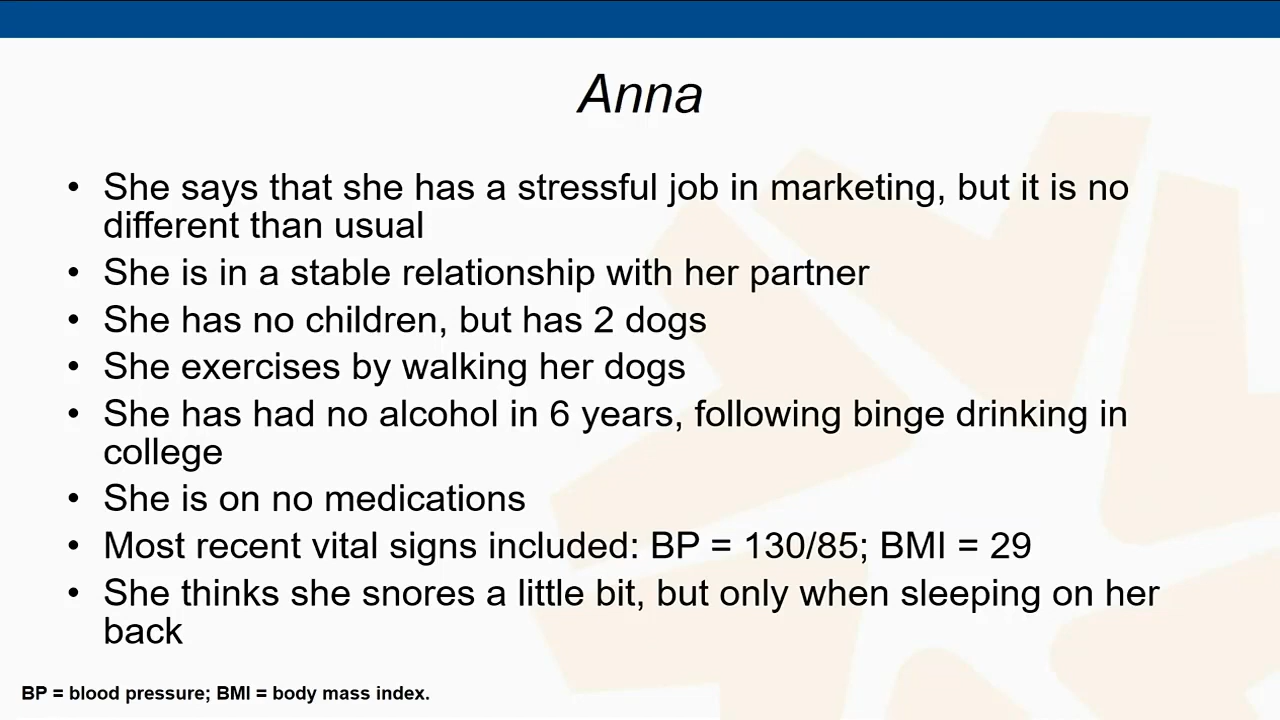 Anna
• She says that she has a stressful job in marketing, but it is no
different than usual
• She is in a stable relationship with her partner
• She has no children, but has 2 dogs
• She exercises by walking her dogs
• She has had no alcohol in 6 years, following binge drinking in
college
• She is on no medications
• Most recent vital signs included: BP = 130/85; BMI = 29
• She thinks she snores a little bit, but only when sleeping on her
back
BP = blood pressure; BMI = body mass index.